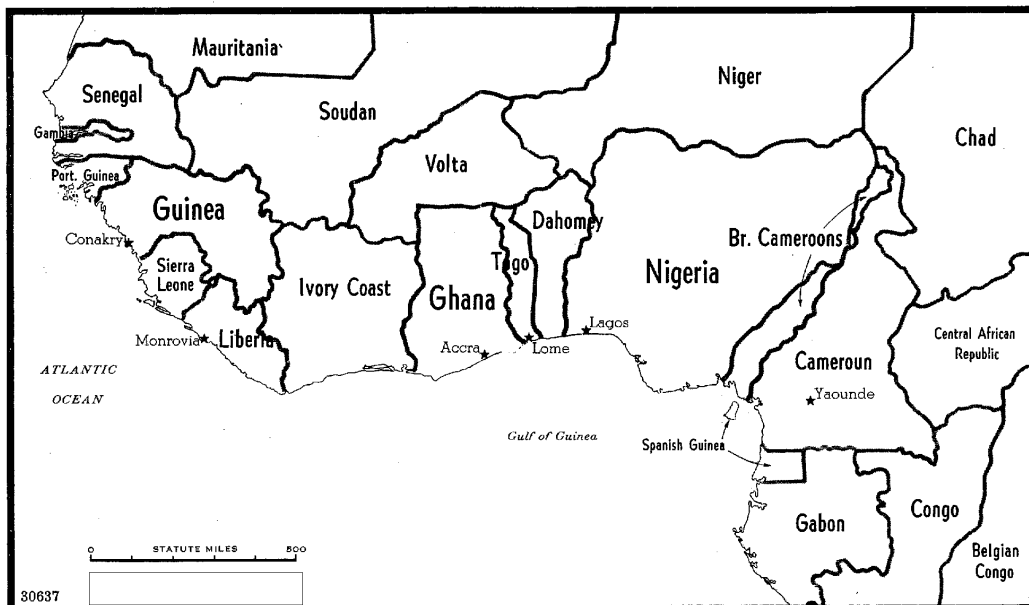 Mauritania
Niger
Senegal
Soudan
Gambia
Chad
Volta
Port. Guinea
Guinea
Dahomey
Conakry
Br. Cameroons
Togo
Sierra
Leone
Ivory Coast
Ghana
Nigeria
Lagos
Liberia
Monrovia
Accra
Lome
Central African
Republic
Cameroun
ATLANTIC
OCEAN
Yaounde
Gulf of Guinea
Spanish Guinea
Congo
Gabon
Belgian
Congo
0 STATUTE MILES 500
30637